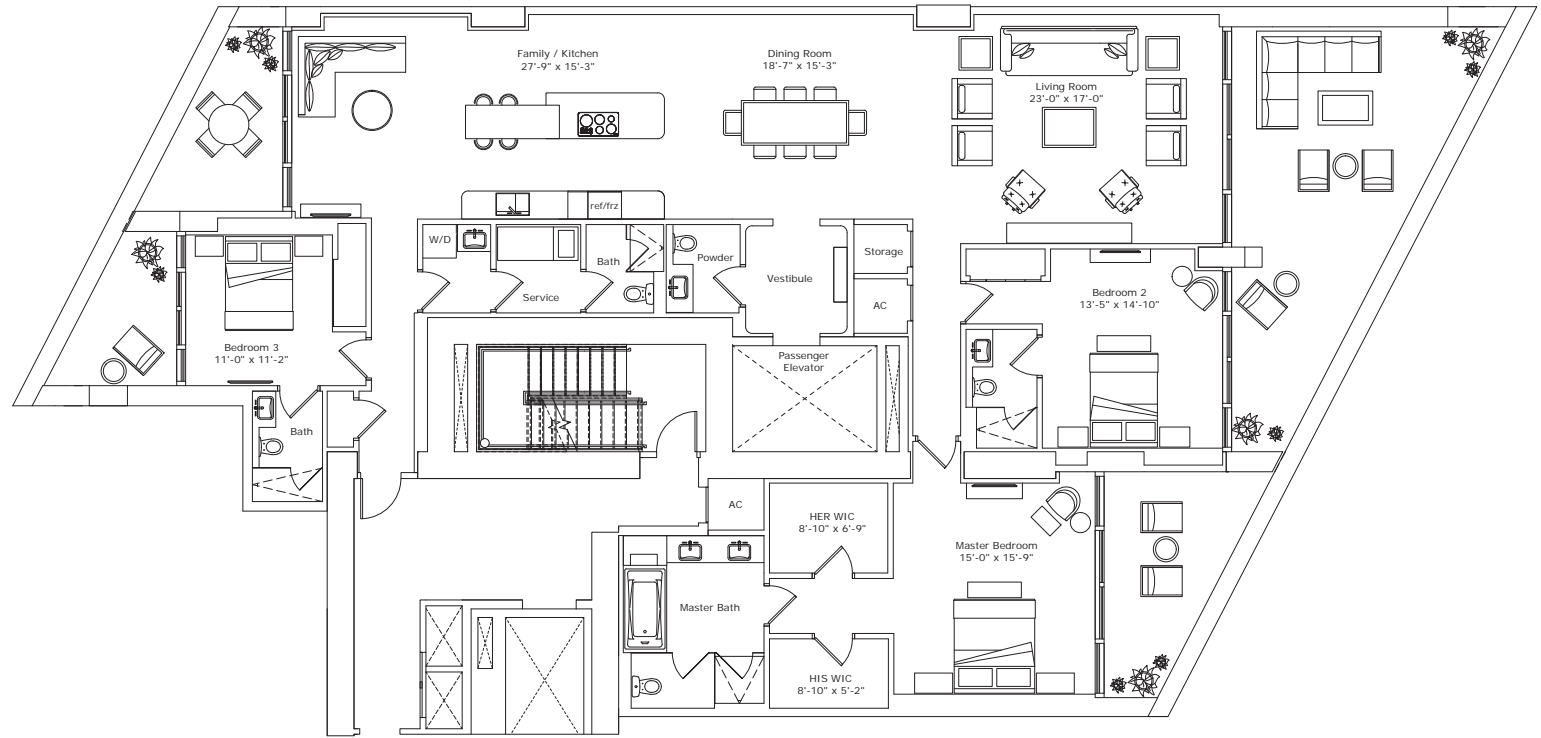 Family / Kitchen
27'-9" x 15'-3"
Dining Room
18'-7" x 15'-3"
Living Room
23'-0" x 17'-0"
ref/frz
W/D
Bath
Powder
Service
Vestibule
Storage
AC
Bedroom 2
13'-5" x 14'-10"
Bedroom 3
11'-0" x 11'-2"
Passenger
Elevator
Bath
AC
HER WIC
8'-10" x 6'-9"
Master Bedroom
15'-0" x 15'-9"
Master Bath
HIS WIC
8'-10" x 5'-2"